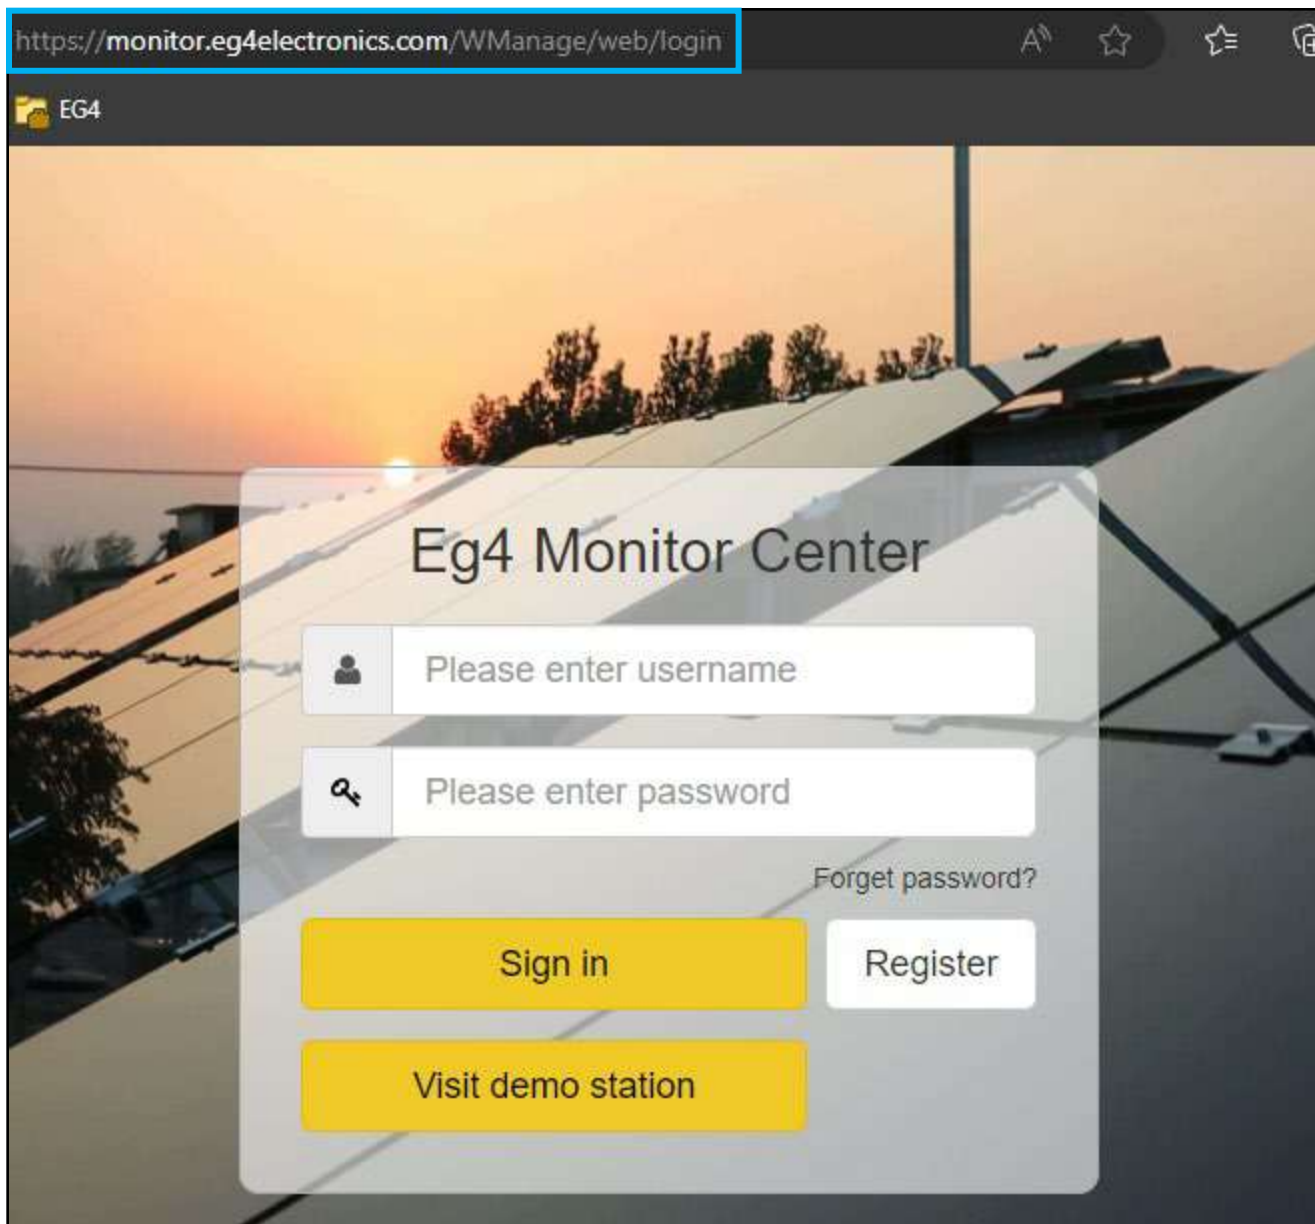 https://monitor.eg4electronics.com/WManage/web/login
EG4
Eg4 Monitor Center
Please enter username
Please enter password
Forget password?
Sign in
Register
Visit demo station